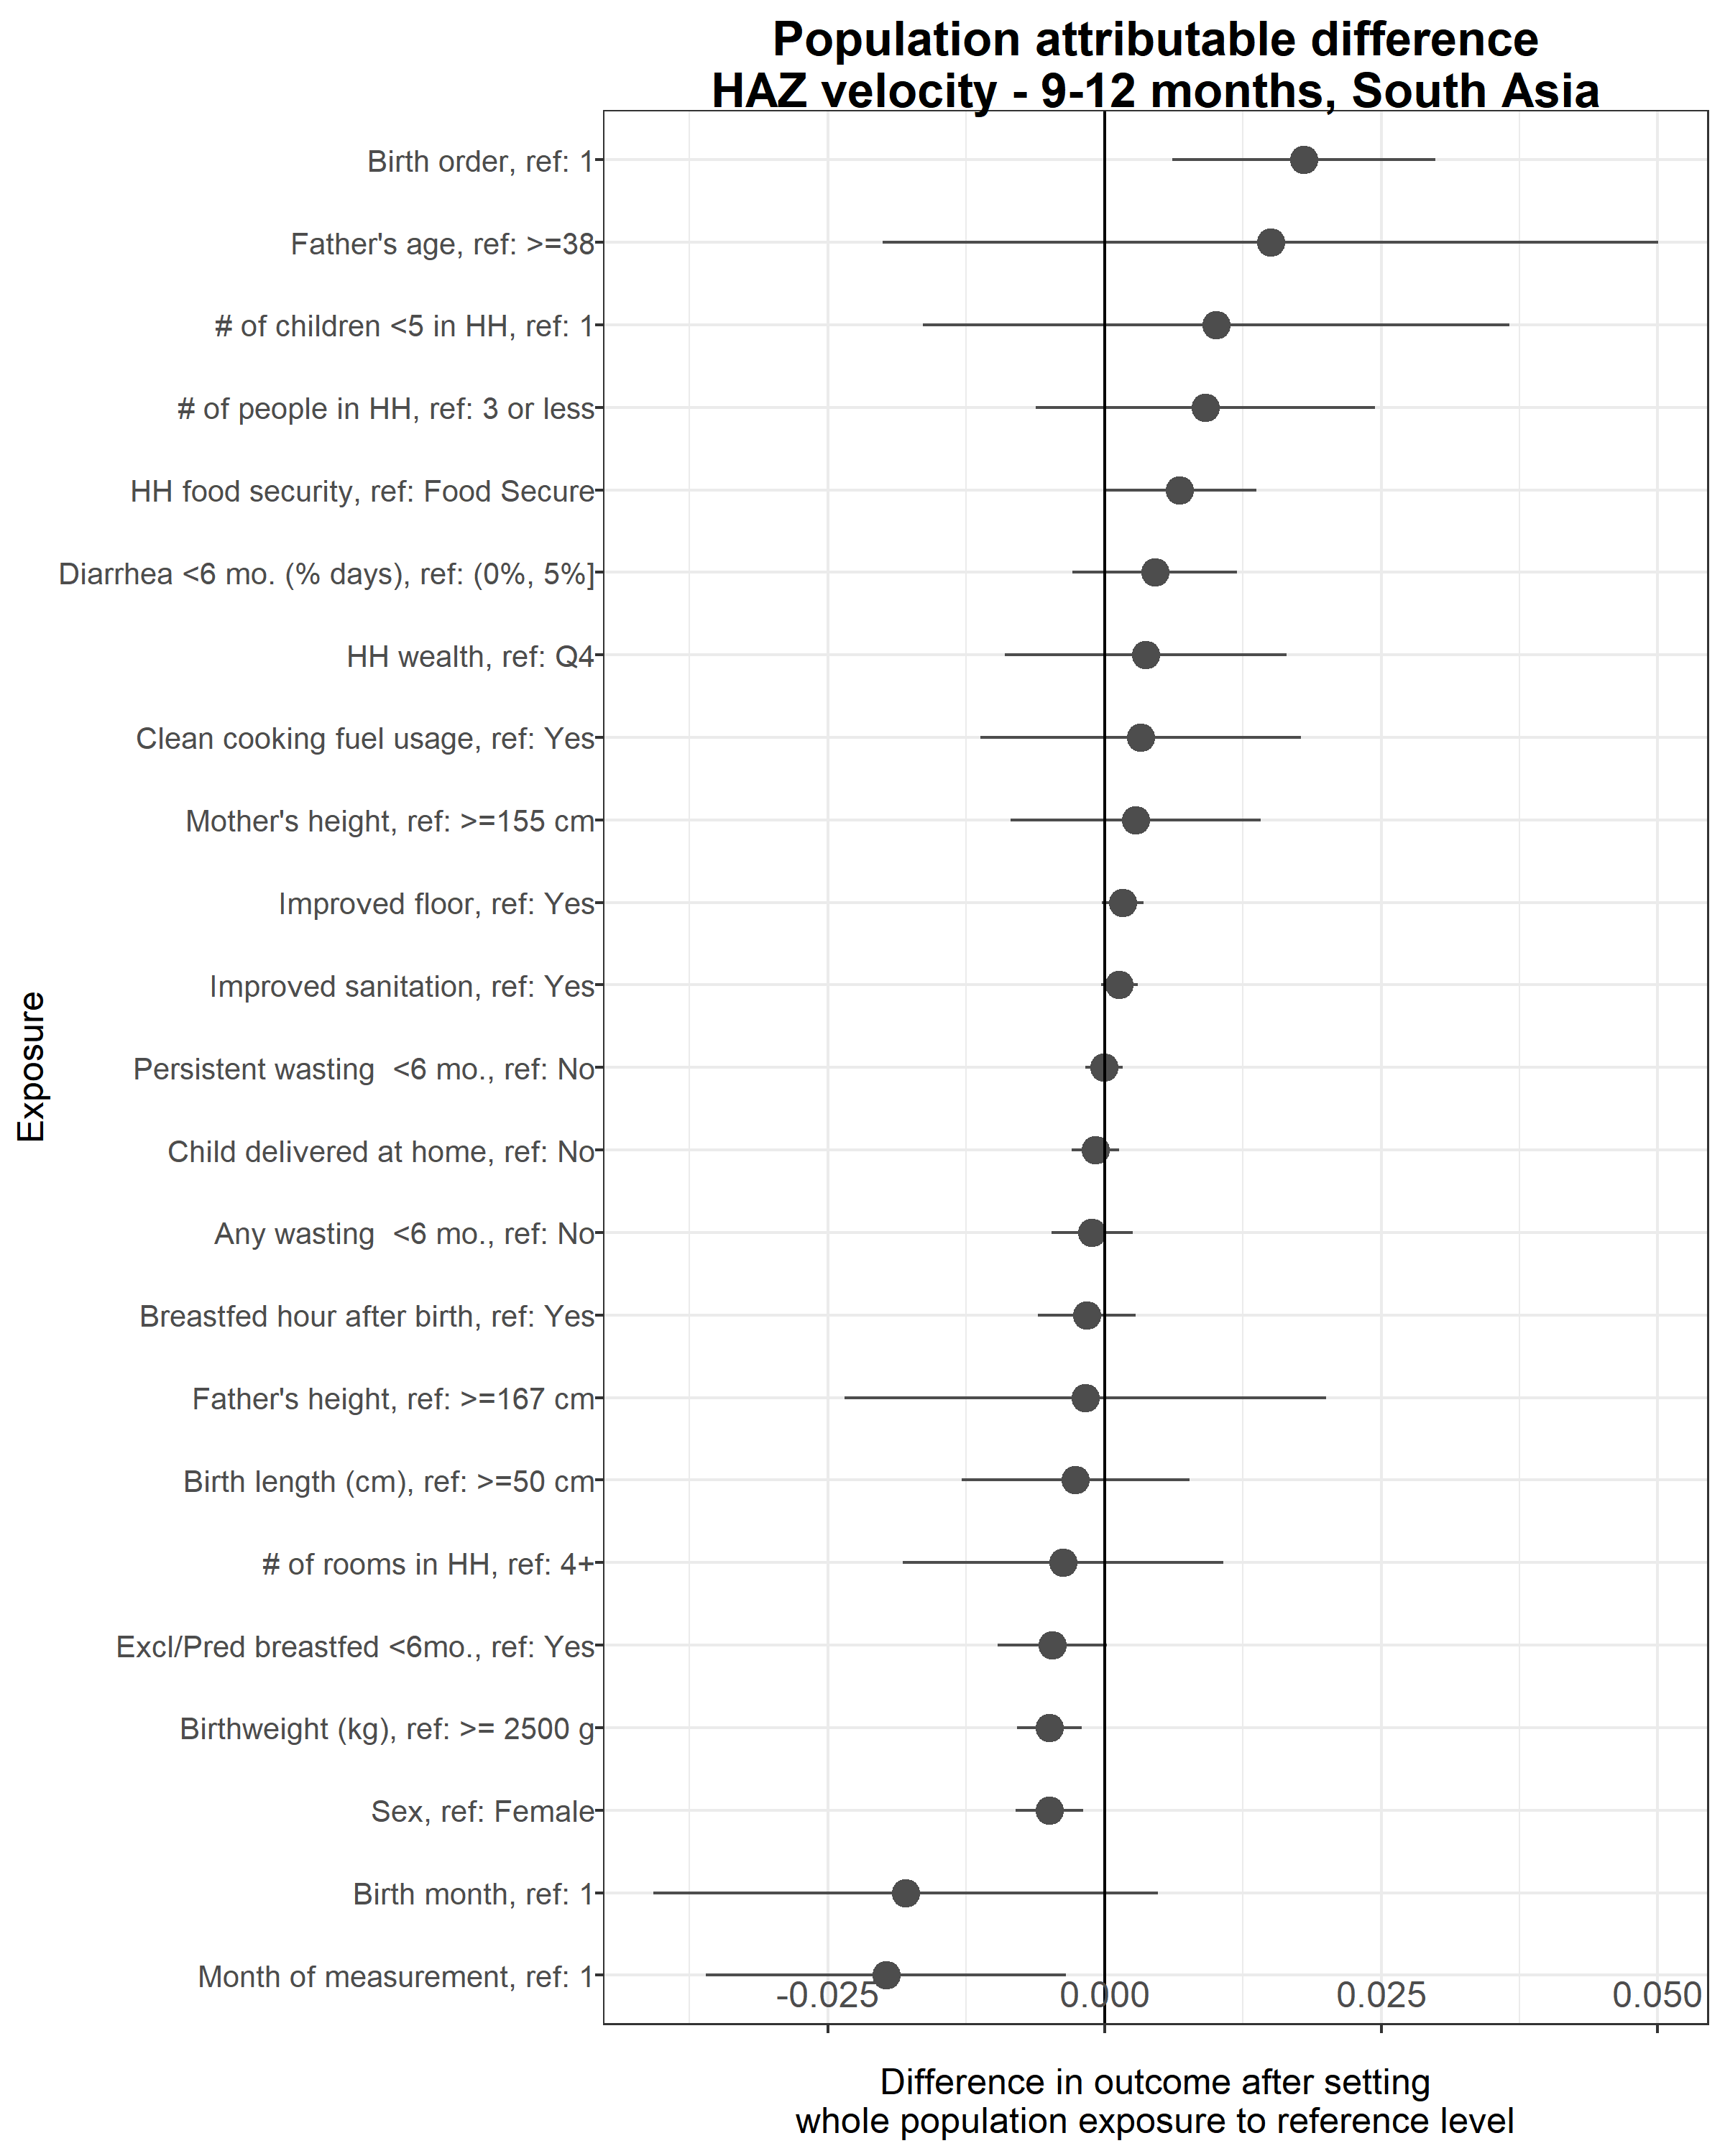 Population attributable difference
HAZ velocity - 9-12 months, South Asia
Birth order, ref: 1
Father's age, ref: >=38
# of children <5 in HH, ref: 1
# of people in HH, ref: 3 or less
HH food security, ref: Food Secure
Diarrhea <6 mo. (% days), ref: (0%, 5%]
HH wealth, ref: Q4
Clean cooking fuel usage, ref: Yes
Mother's height, ref: >=155 cm
Improved floor, ref: Yes
Improved sanitation, ref: Yes
Persistent wasting  <6 mo., ref: No
Child delivered at home, ref: No
Any wasting  <6 mo., ref: No
Breastfed hour after birth, ref: Yes
Father's height, ref: >=167 cm
Birth length (cm), ref: >=50 cm
# of rooms in HH, ref: 4+
Excl/Pred breastfed <6mo., ref: Yes
Birthweight (kg), ref: >= 2500 g
Sex, ref: Female
Birth month, ref: 1
Month of measurement, ref: 1
Exposure
-0.025 0.000 0.025 0.050
Difference in outcome after setting
whole population exposure to reference level